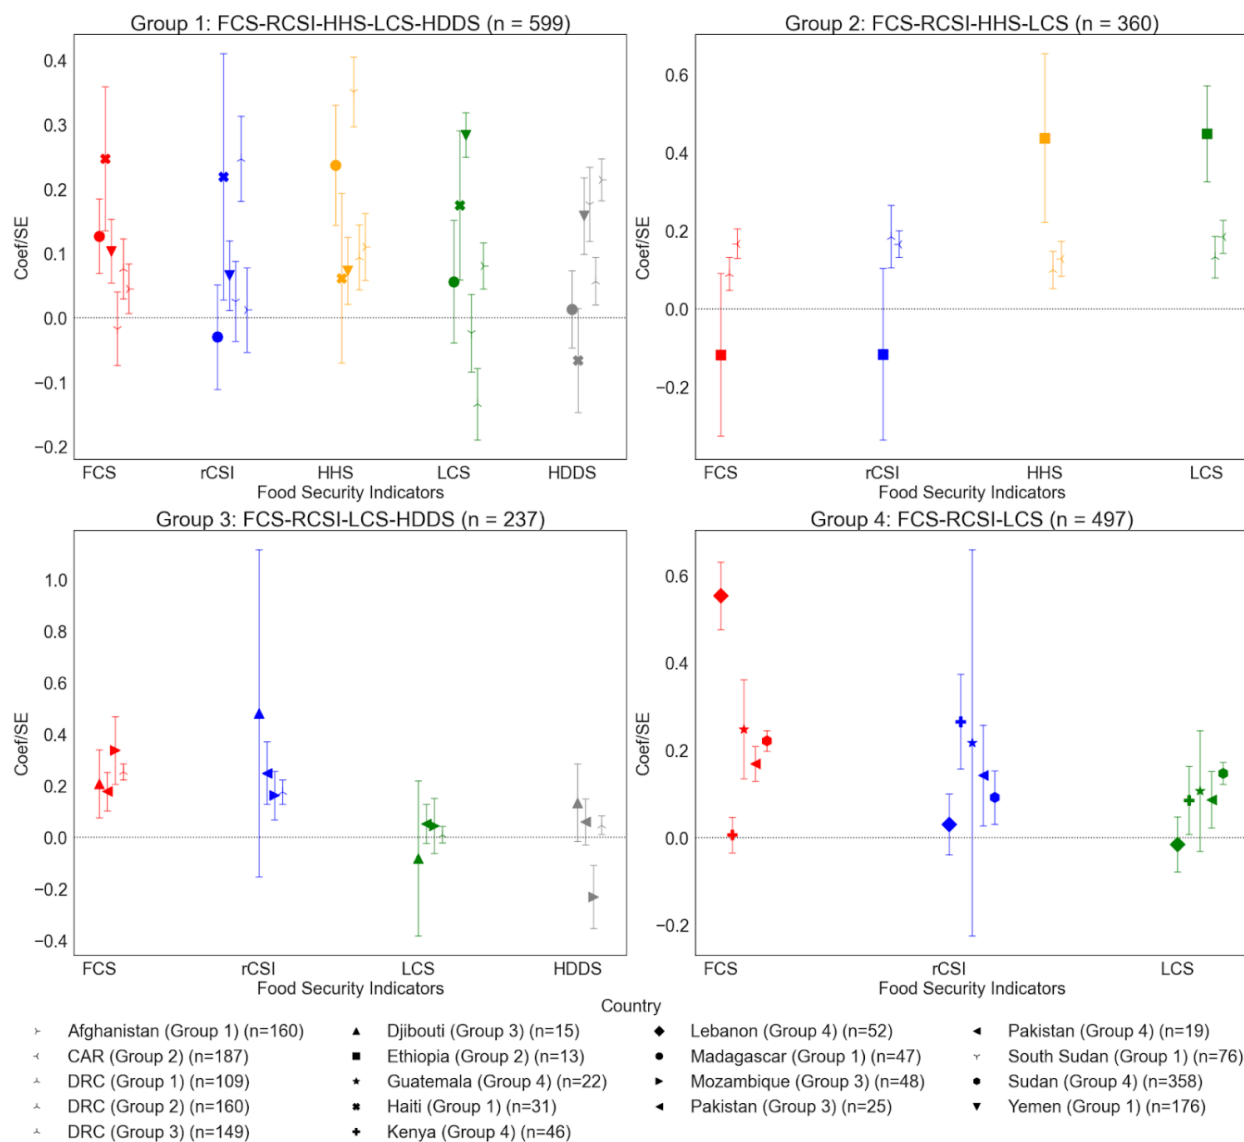 Group 1: FCS-RCSI-HHS-LCS-HDDS (n = 599)
0.4
0.3
0.2
0.1
0.0
−0.1
−0.2
Coef/SE
FCS rCSI HHS LCS HDDS
Food Security Indicators
Group 2: FCS-RCSI-HHS-LCS (n = 360)
0.6
0.4
0.2
0.0
−0.2
Coef/SE
FCS rCSI HHS LCS
Food Security Indicators
Group 3: FCS-RCSI-LCS-HDDS (n = 237)
1.0
0.8
0.6
0.4
0.2
0.0
−0.2
−0.4
Coef/SE
FCS rCSI LCS HDDS
Food Security Indicators
Group 4: FCS-RCSI-LCS (n = 497)
0.6
0.4
0.2
0.0
−0.2
Coef/SE
FCS rCSI LCS
Food Security Indicators
Country
Afghanistan (Group 1) (n=160)
CAR (Group 2) (n=187)
DRC (Group 1) (n=109)
DRC (Group 2) (n=160)
DRC (Group 3) (n=149)
Djibouti (Group 3) (n=15)
Ethiopia (Group 2) (n=13)
Guatemala (Group 4) (n=22)
Haiti (Group 1) (n=31)
Kenya (Group 4) (n=46)
Lebanon (Group 4) (n=52)
Madagascar (Group 1) (n=47)
Mozambique (Group 3) (n=48)
Pakistan (Group 3) (n=25)
Pakistan (Group 4) (n=19)
South Sudan (Group 1) (n=76)
Sudan (Group 4) (n=358)
Yemen (Group 1) (n=176)